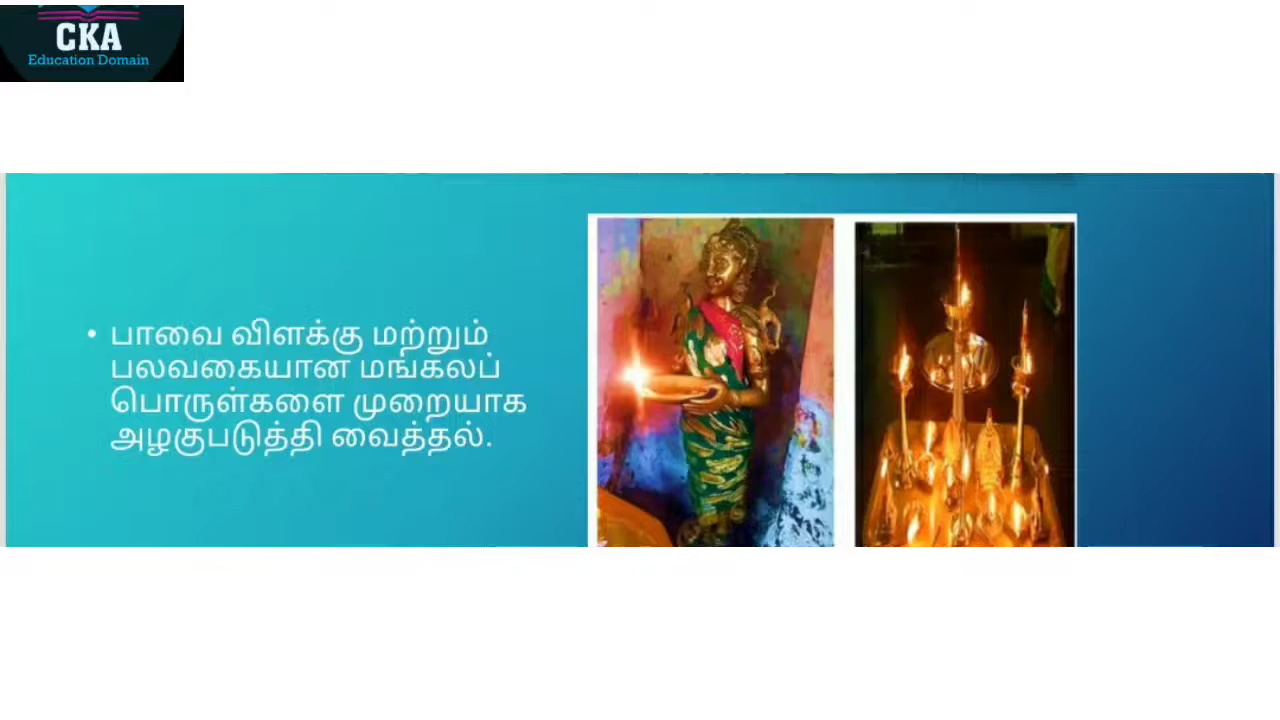 CKA
Education Domain
• பாவை விளக்கு மற்றும்
பலவகையான மங்கலப்
பொருள்களை முறையாக
அழகுபடுத்தி வைத்தல்.